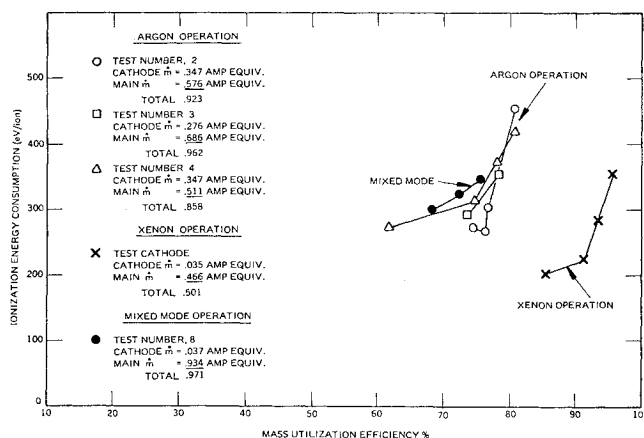 ARGON OPERATION
TEST NUMBER, 2
CATHODE ṁ = .347 AMP EQUIV.
MAIN ṁ = .576 AMP EQUIV.
TOTAL .923
TEST NUMBER 3
CATHODE ṁ = .276 AMP EQUIV.
MAIN ṁ = .686 AMP EQUIV.
TOTAL .962
TEST NUMBER 4
CATHODE ṁ = .347 AMP EQUIV.
MAIN ṁ = .511 AMP EQUIV.
TOTAL .858
XENON OPERATION
TEST CATHODE
CATHODE ṁ = .035 AMP EQUIV.
MAIN ṁ = .466 AMP EQUIV.
TOTAL .501
MIXED MODE OPERATION
TEST NUMBER, 8
CATHODE ṁ = .037 AMP EQUIV.
MAIN ṁ = .934 AMP EQUIV.
TOTAL .971
ARGON OPERATION
MIXED MODE
XENON OPERATION
IONIZATION ENERGY CONSUMPTION (eV/ion)
500
400
300
200
100
0
10 20 30 40 50 60 70 80 90 100
MASS UTILIZATION EFFICIENCY %